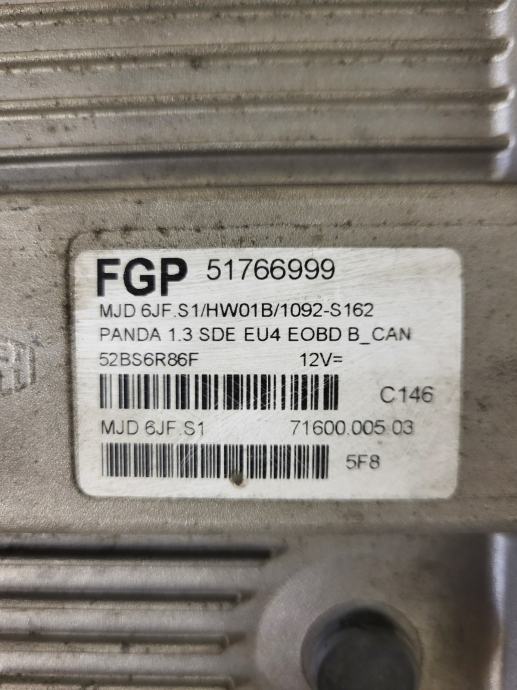 FGP 51766999
MJD 6JF.S1/HW01B/1092-S162
PANDA 1.3 SDE EU4 EOBD B_CAN
52BS6R86F 12V=
C146
MJD 6JF.S1 71600.005.03
5F8